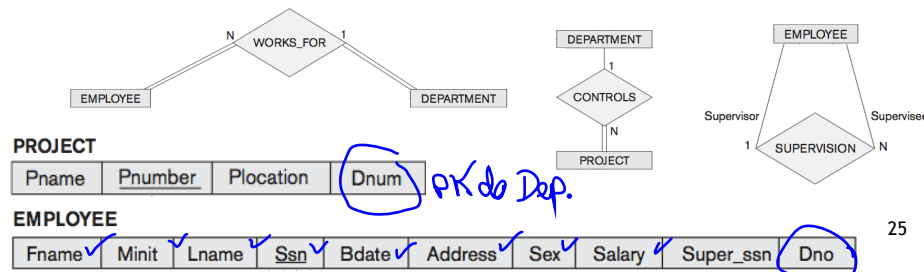 N
WORKS_FOR
1
EMPLOYEE
DEPARTMENT
DEPARTMENT
1
CONTROLS
N
PROJECT
EMPLOYEE
Supervisor
Supervisee
1
SUPERVISION
N
PROJECT
Pname Pnumber Plocation Dnum PK do Dep.
EMPLOYEE
Fname Minit Lname Ssn Bdate Address Sex Salary Super_ssn Dno
25